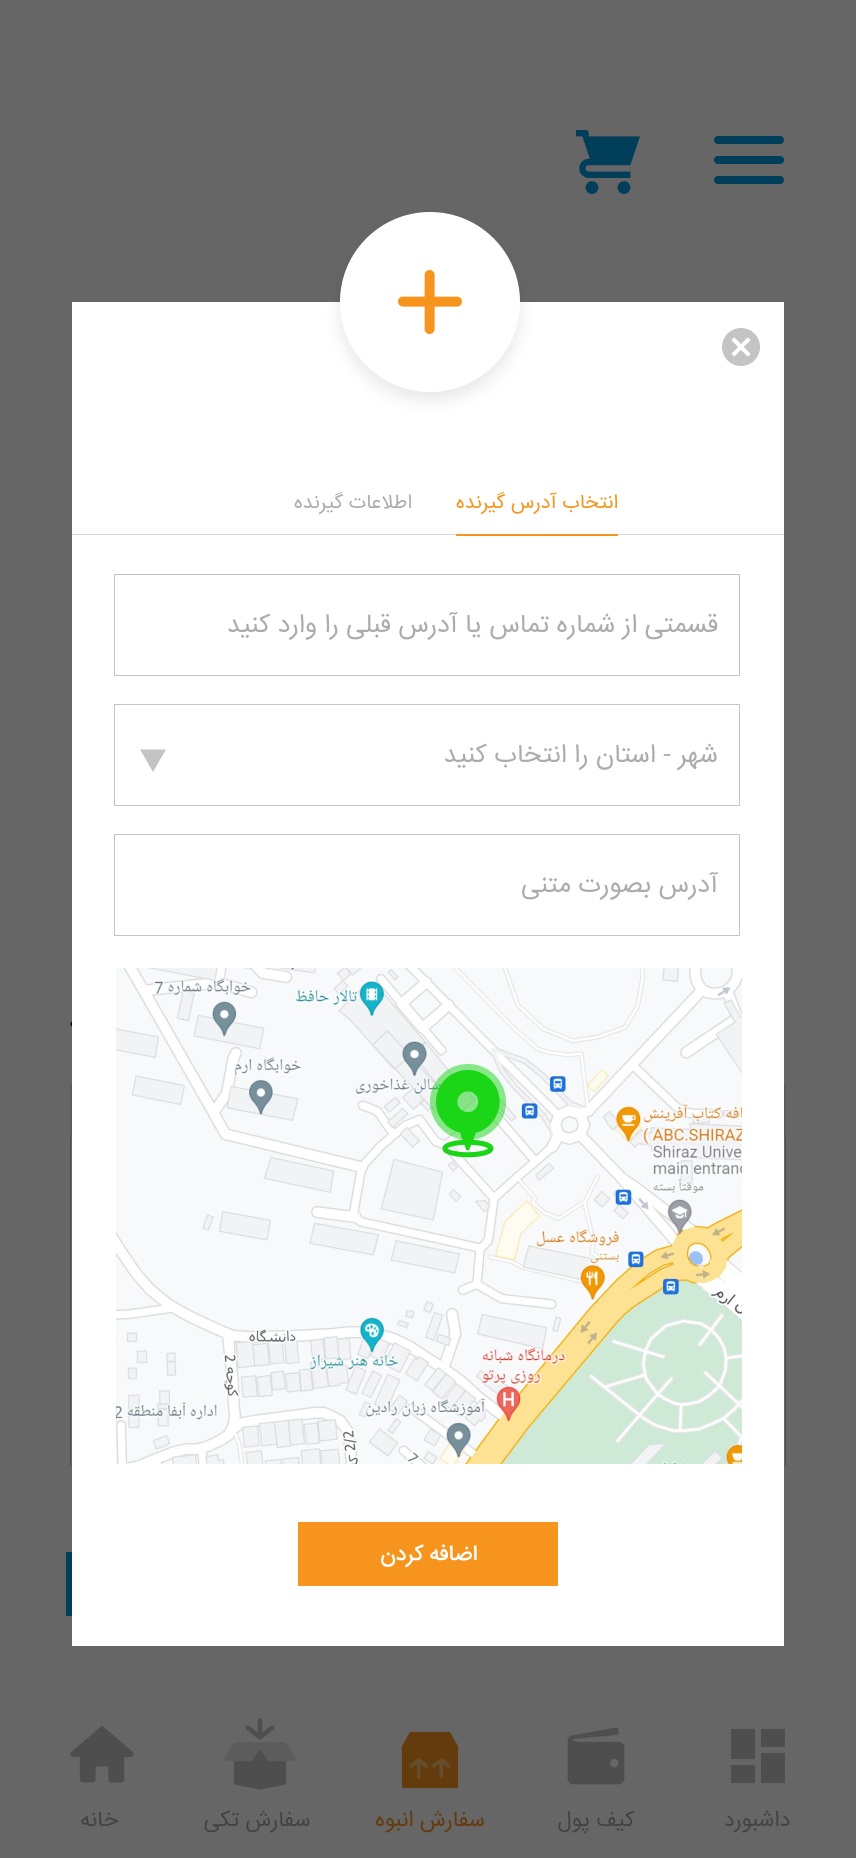 انتخاب آدرس گیرنده
اطلاعات گیرنده
قسمتی از شماره تماس یا آدرس قبلی را وارد کنید
شهر - استان را انتخاب کنید
آدرس بصورت متنی
خوابگاه شماره 7
تالار حافظ
خوابگاه ارم
سالن غذاخوری
کتاب آفرینش
( ABC.SHIRAZ
Shiraz
main
موقتاً بسته
فروشگاه عسل
بستنی
ارم
دانشگاه
خانه هنر شیراز
کوچه 2
درمانگاه شبانه
روزی پرتو
H
اداره آبفا منطقه 2
آموزشگاه زبان رادین
2/2
7
اضافه کردن
داشبورد
کیف پول
سفارش انبوه
سفارش تکی
خانه